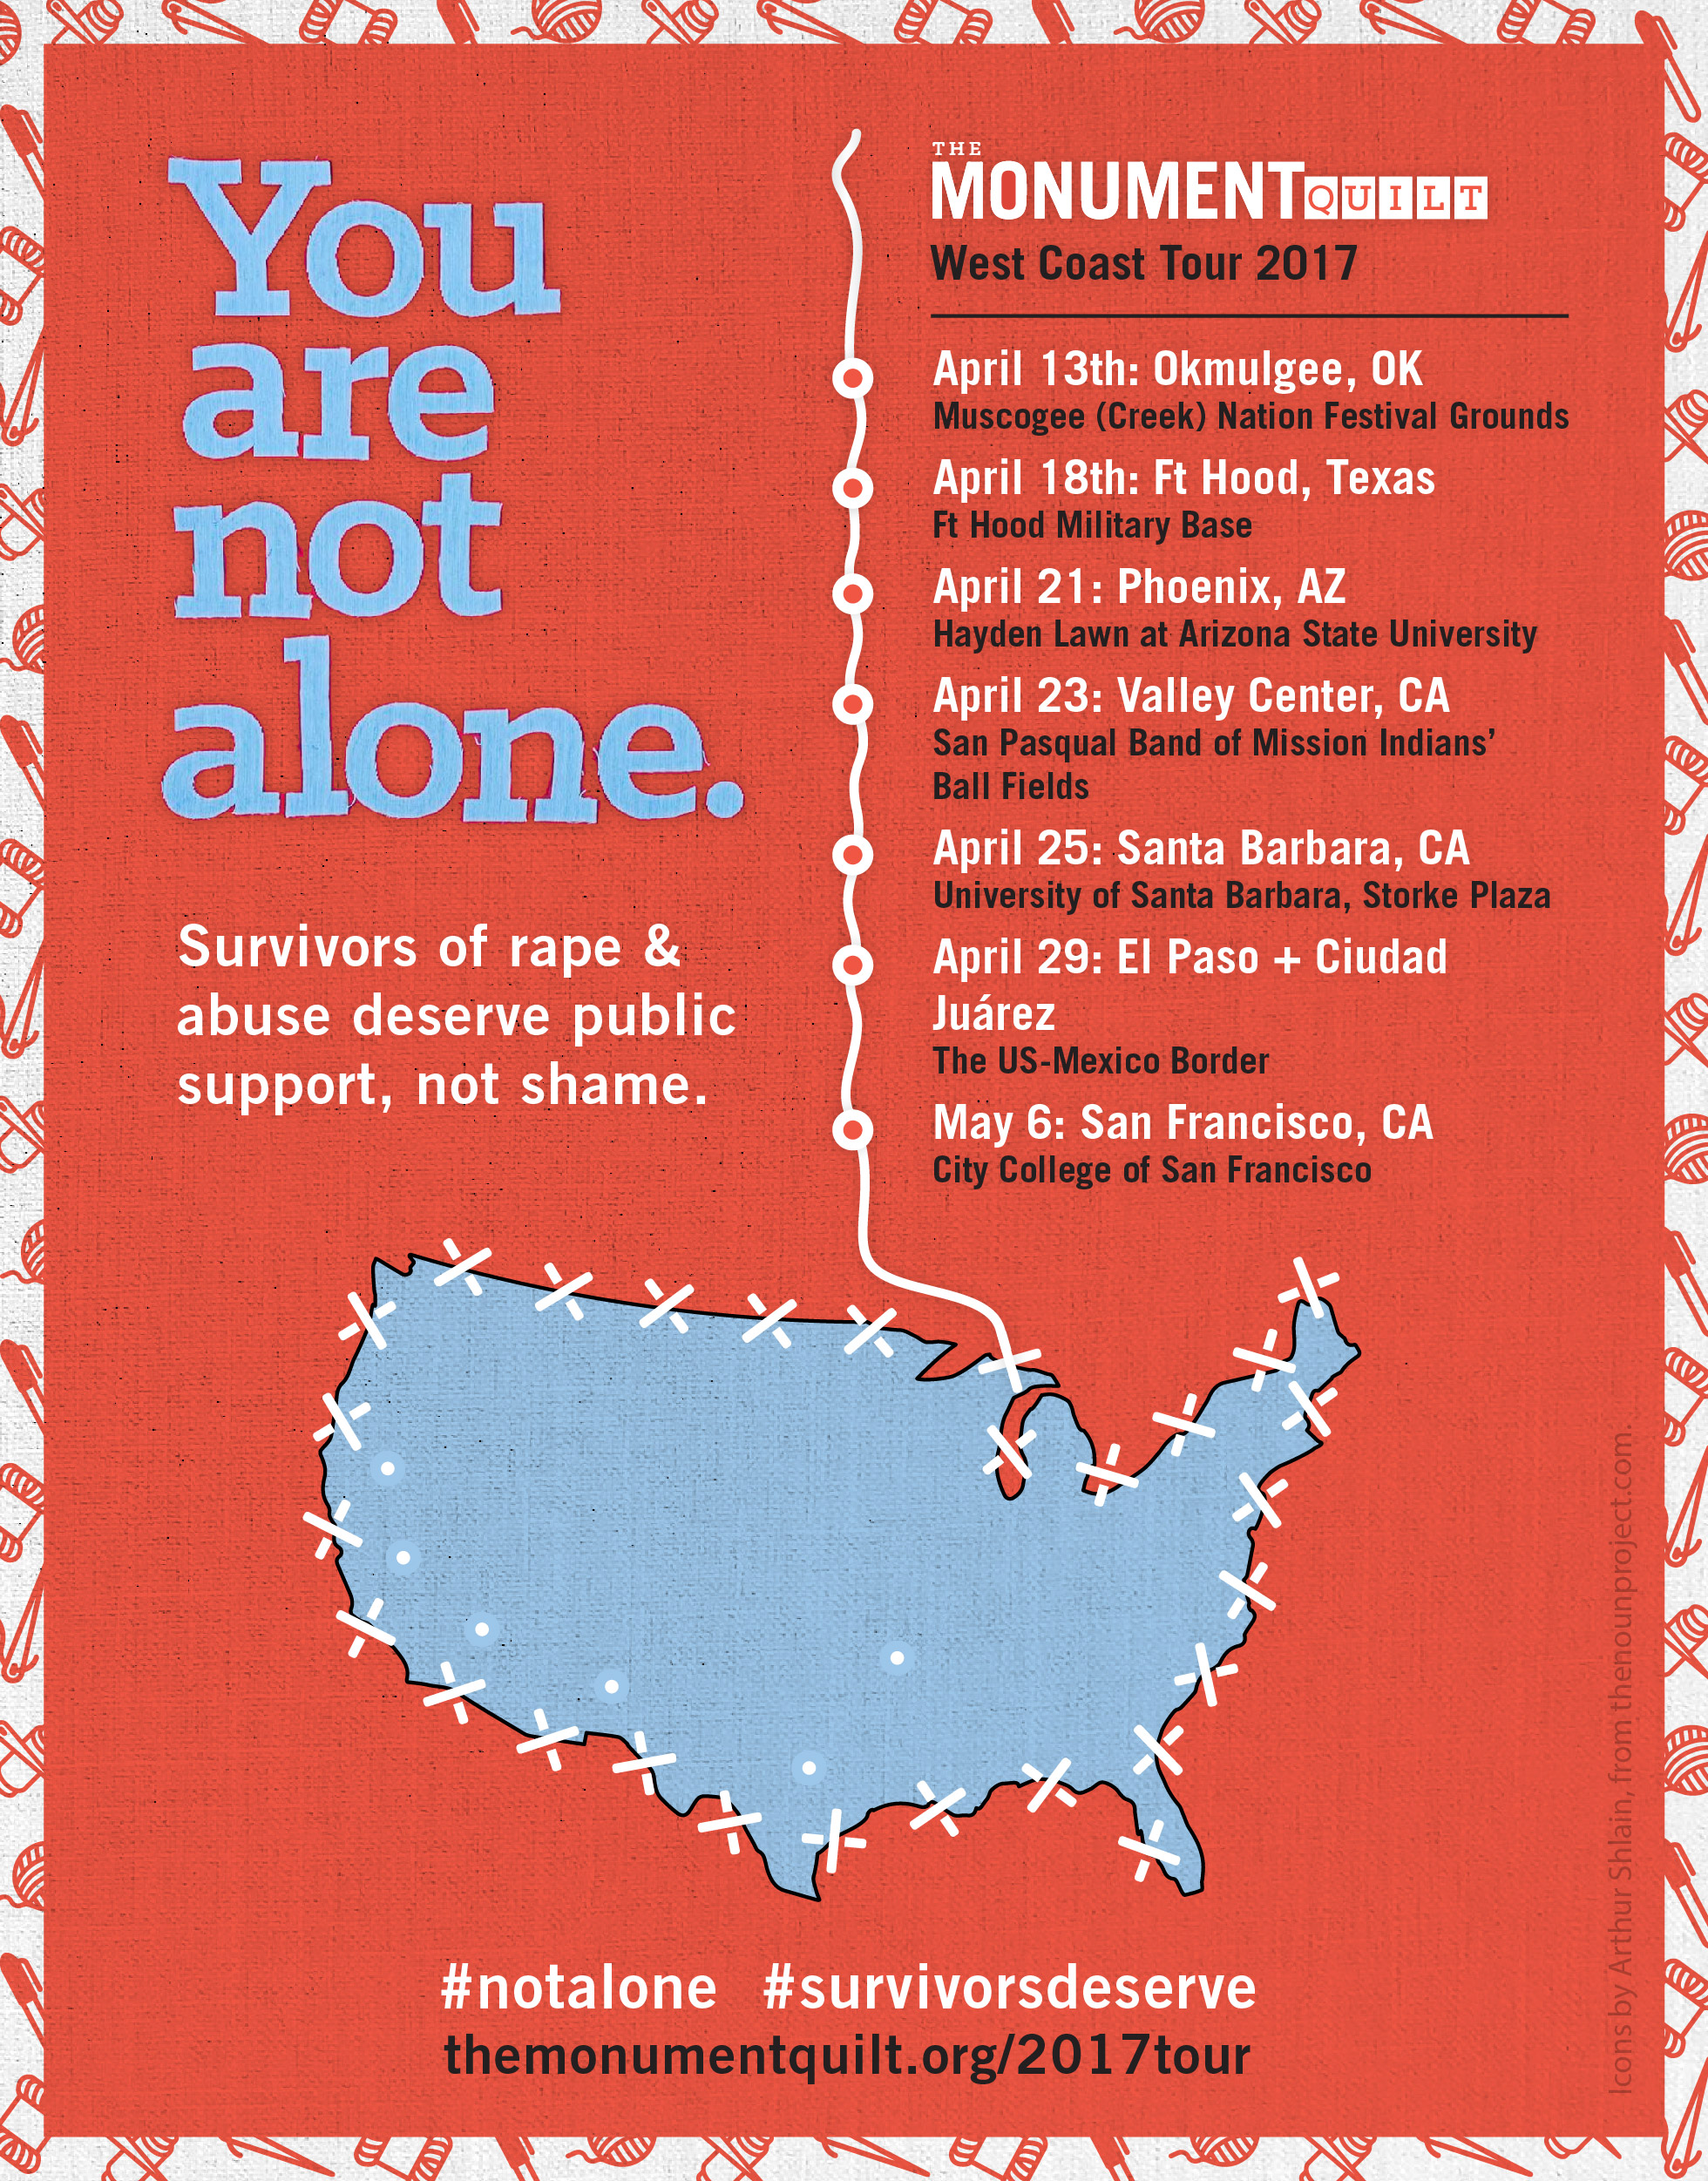 You
are
not
alone.
Survivors of rape &
abuse deserve public
support, not shame.
THE
MONUMENT QUILT
West Coast Tour 2017
April 13th: Okmulgee, OK
Muscogee (Creek) Nation Festival Grounds
April 18th: Ft Hood, Texas
Ft Hood Military Base
April 21: Phoenix, AZ
Hayden Lawn at Arizona State University
April 23: Valley Center, CA
San Pasqual Band of Mission Indians’
Ball Fields
April 25: Santa Barbara, CA
University of Santa Barbara, Storke Plaza
April 29: El Paso + Ciudad
Juárez
The US-Mexico Border
May 6: San Francisco, CA
City College of San Francisco
#notalone #survivorsdeserve
themonumentquilt.org/2017tour
Icons by Arthur Shlain, from thenounproject.com.